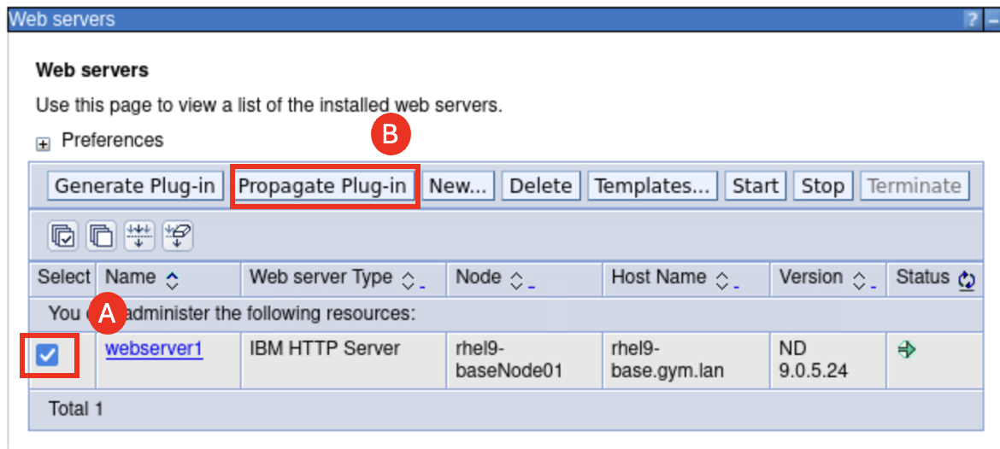 Web servers ? –
Web servers
Use this page to view a list of the installed web servers.
+ Preferences
B
Generate Plug-in Propagate Plug-in New... Delete Templates... Start Stop Terminate
Select Name Web server Type Node Host Name Version Status
A
You administer the following resources:
webserver1 IBM HTTP Server rhel9- rhel9- ND
baseNode01 base.gym.lan 9.0.5.24
Total 1